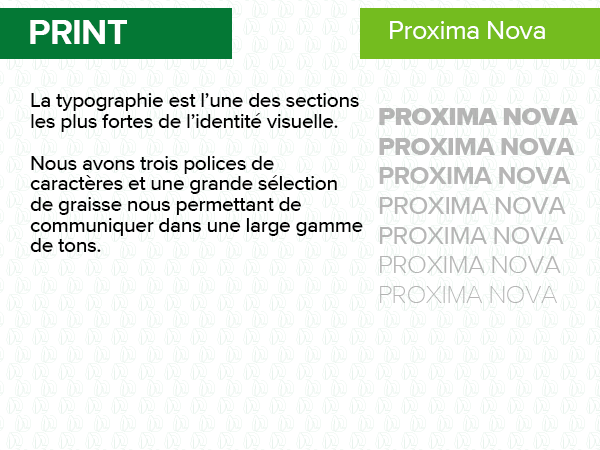 PRINT
Proxima Nova
La typographie est l’une des sections
les plus fortes de l’identité visuelle.
Nous avons trois polices de
caractères et une grande sélection
de graisse nous permettant de
communiquer dans une large gamme
de tons.
PROXIMA NOVA
PROXIMA NOVA
PROXIMA NOVA
PROXIMA NOVA
PROXIMA NOVA
PROXIMA NOVA
PROXIMA NOVA